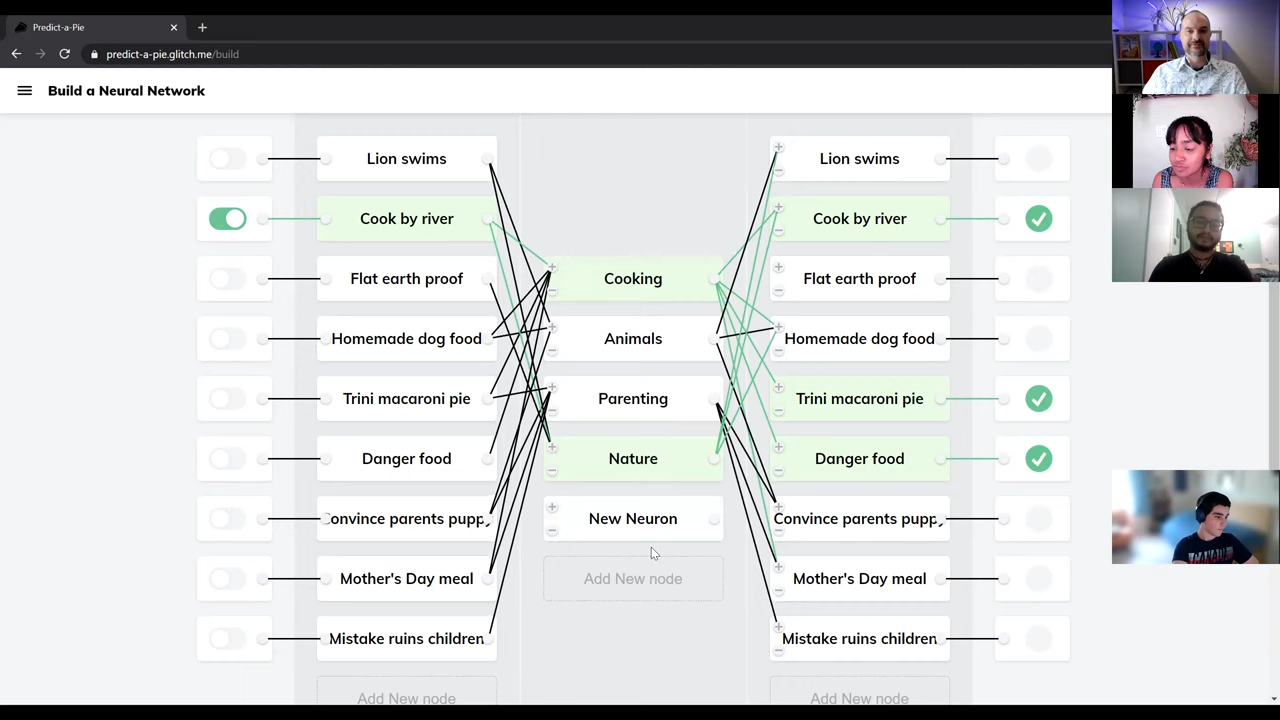 Predict-a-Pie
predict-a-pie.glitch.me/build
Build a Neural Network
Lion swims
Cook by river
Flat earth proof
Homemade dog food
Trini macaroni pie
Danger food
Convince parents puppy
Mother's Day meal
Mistake ruins children
Add New node
Cooking
Animals
Parenting
Nature
New Neuron
Add New node
Lion swims
Cook by river
Flat earth proof
Homemade dog food
Trini macaroni pie
Danger food
Convince parents puppy
Mother's Day meal
Mistake ruins children
Add New node